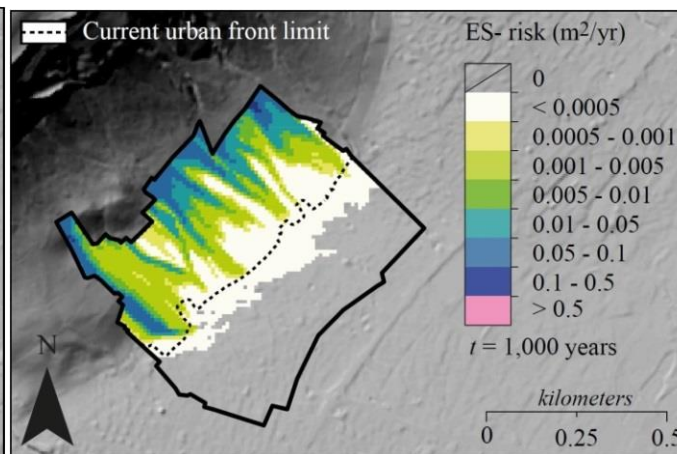 Current urban front limit
ES- risk (m²/yr)
0
< 0,0005
0.0005 - 0.001
0.001 - 0.005
0.005 - 0.01
0.01 - 0.05
0.05 - 0.1
0.1 - 0.5
> 0.5
t = 1,000 years
N
kilometers
0 0.25 0.5